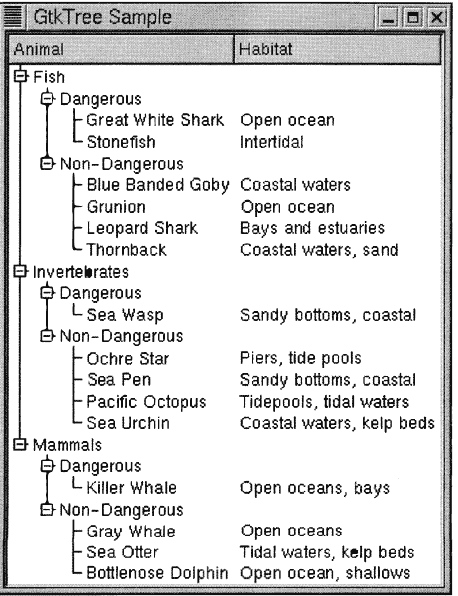 GtkTree Sample
Animal Habitat
Fish
Dangerous
Great White Shark Open ocean
Stonefish Intertidal
Non-Dangerous
Blue Banded Goby Coastal waters
Grunion Open ocean
Leopard Shark Bays and estuaries
Thornback Coastal waters, sand
Invertebrates
Dangerous
Sea Wasp Sandy bottoms, coastal
Non-Dangerous
Ochre Star Piers, tide pools
Sea Pen Sandy bottoms, coastal
Pacific Octopus Tidepools, tidal waters
Sea Urchin Coastal waters, kelp beds
Mammals
Dangerous
Killer Whale Open oceans, bays
Non-Dangerous
Gray Whale Open oceans
Sea Otter Tidal waters, kelp beds
Bottlenose Dolphin Open ocean, shallows